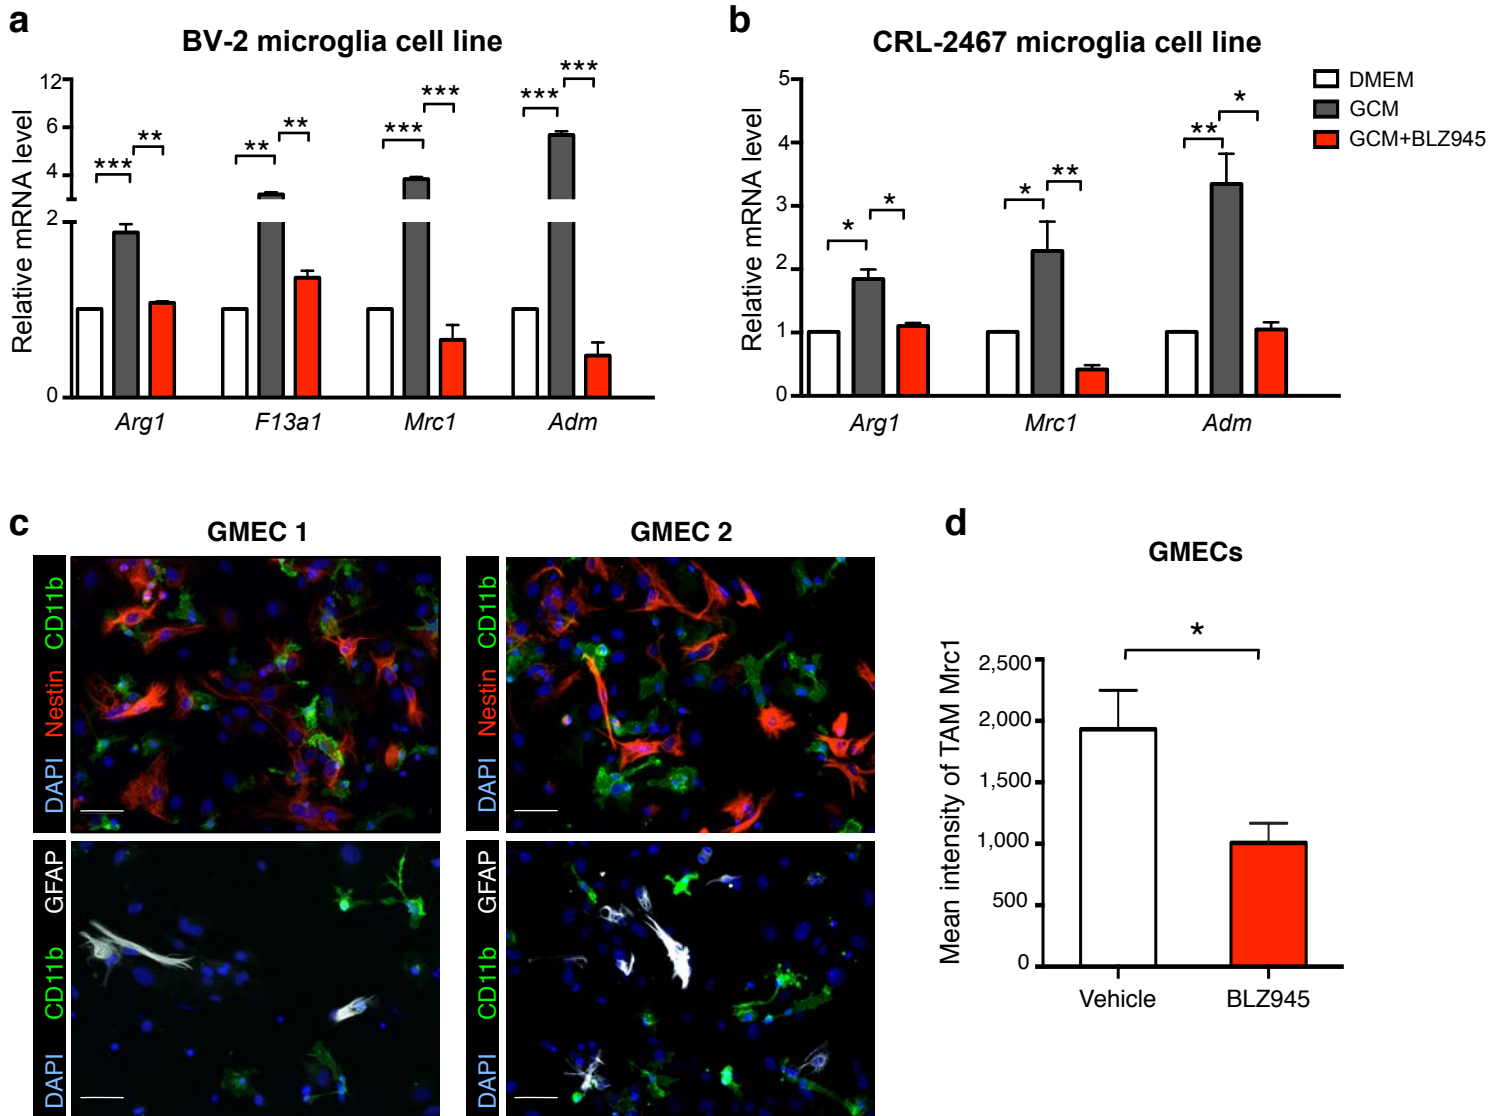 a
BV-2 microglia cell line
Relative mRNA level
12
6
4
2
0
***
**
**
**
***
***
***
***
Arg1
F13a1
Mrc1
Adm
b
CRL-2467 microglia cell line
Relative mRNA level
5
4
3
2
1
0
*
*
*
**
**
*
Arg1
Mrc1
Adm
DMEM
GCM
GCM+BLZ945
c
GMEC 1
GMEC 2
DAPI Nestin CD11b
DAPI Nestin CD11b
DAPI CD11b GFAP
DAPI CD11b GFAP
d
GMECs
Mean intensity of TAM Mrc1
2,500
2,000
1,500
1,000
500
0
*
Vehicle
BLZ945